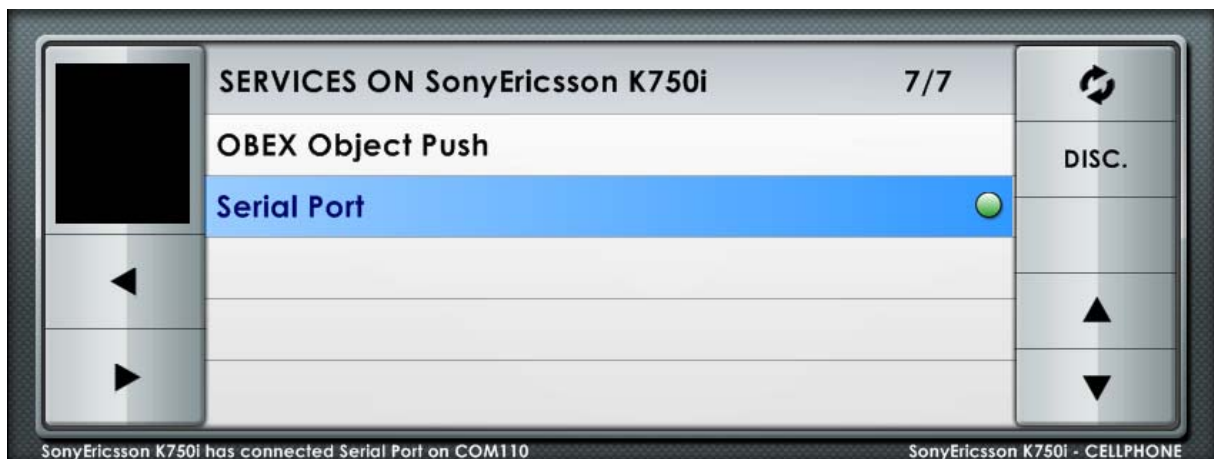 SERVICES ON SonyEricsson K750i 7/7
OBEX Object Push
DISC.
Serial Port
SonyEricsson K750i has connected Serial Port on COM110
SonyEricsson K750i - CELLPHONE